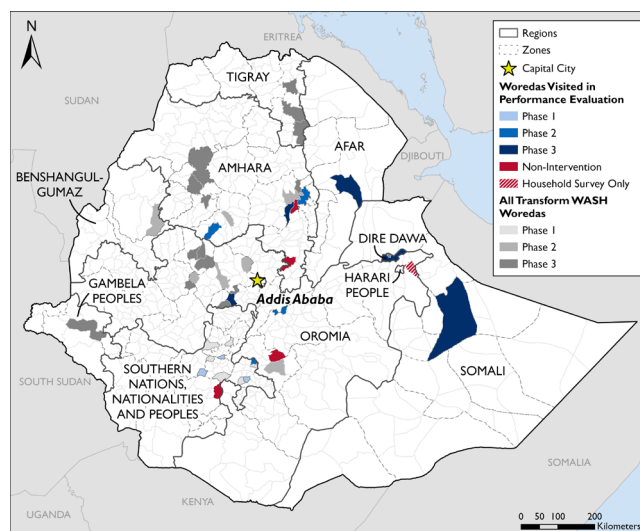 N
ERITREA
SUDAN
TIGRAY
AFAR
DJIBOUTI
AMHARA
BENSHANGUL-
GUMAZ
DIRE DAWA
HARARI
PEOPLE
GAMBELA
PEOPLES
Addis Ababa
OROMIA
SOMALI
SOUTHERN
NATIONS,
NATIONALITIES
AND PEOPLES
SOUTH SUDAN
SOMALIA
UGANDA
KENYA
Regions
Zones
Capital City
Woredas Visited in
Performance Evaluation
Phase 1
Phase 2
Phase 3
Non-Intervention
Household Survey Only
All Transform WASH
Woredas
Phase 1
Phase 2
Phase 3
0 50 100 200
Kilometers